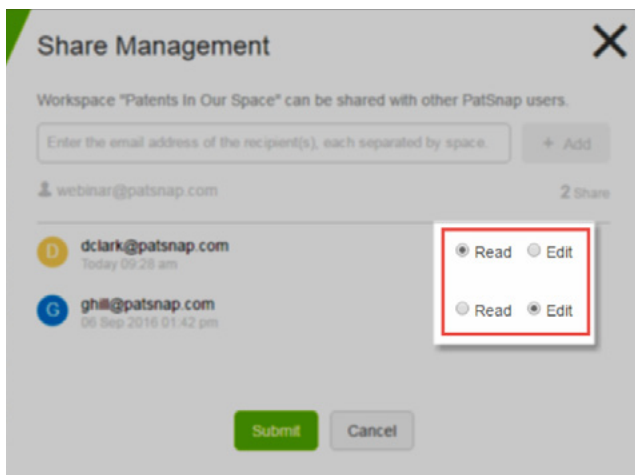 Share Management
Workspace "Patents In Our Space" can be shared with other PatSnap users.
Enter the email address of the recipient(s), each separated by space.
+ Add
webinar@patsnap.com
2 Share
D
dclark@patsnap.com
Today 09:28 am
Read
Edit
G
ghill@patsnap.com
06 Sep 2016 01:42 pm
Read
Edit
Submit
Cancel